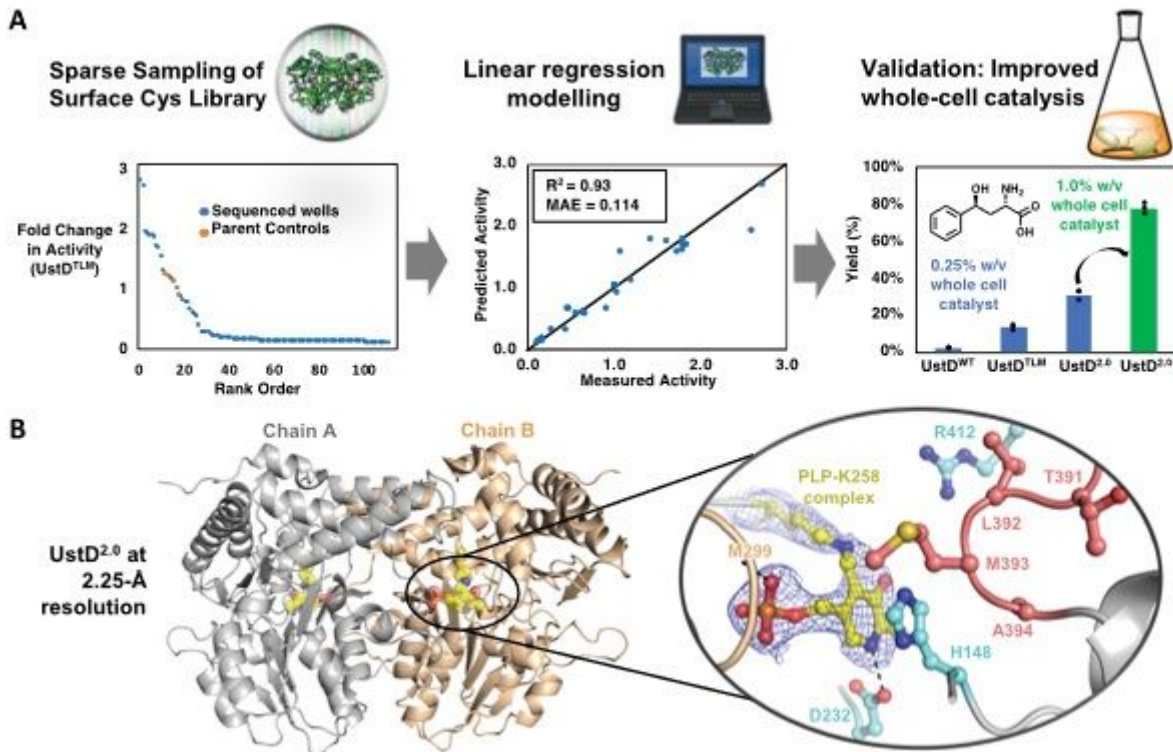 A
Sparse Sampling of
Surface Cys Library
Linear regression
modelling
Validation: Improved
whole-cell catalysis
Fold Change
in Activity
(UstD^TLM)
3
2
1
0
Sequenced wells
Parent Controls
0 20 40 60 80 100
Rank Order
Predicted Activity
3.0
2.0
1.0
0.0
R² = 0.93
MAE = 0.114
0.0 1.0 2.0 3.0
Measured Activity
Yield (%)
100%
80%
60%
40%
20%
0%
OH NH₂
O
OH
1.0% w/v
whole cell
catalyst
0.25% w/v
whole cell
catalyst
UstD^WT UstD^TLM UstD^2.0 UstD^2.0
B
Chain A
Chain B
UstD^2.0 at
2.25-Å
resolution
R412
PLP-K258
complex
T391
L392
M299
M393
A394
H148
D232